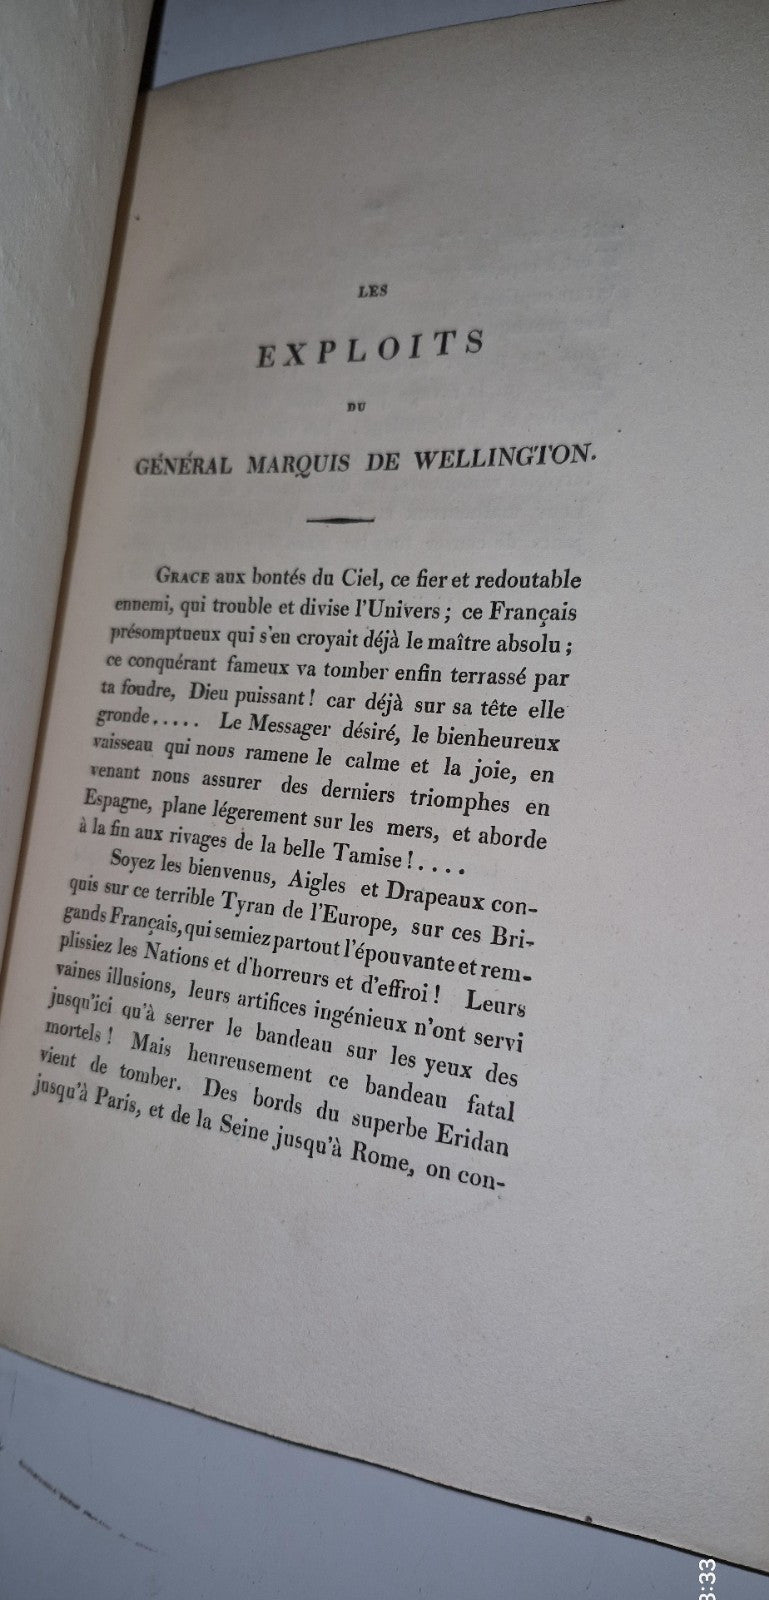 LES
EXPLOITS
DU
GÉNÉRAL MARQUIS DE WELLINGTON.
GRACE aux bontés du Ciel, ce fier et redoutable
ennemi, qui trouble et divise l'Univers ; ce Français
présomptueux qui s'en croyait déjà le maître absolu ;
ce conquérant fameux va tomber enfin terrassé par
ta foudre, Dieu puissant ! car déjà sur sa tête elle
gronde..... Le Messager désiré, le bienheureux
vaisseau qui nous ramene le calme et la joie, en
venant nous assurer des derniers triomphes en
Espagne, plane légerement sur les mers, et aborde
à la fin aux rivages de la belle Tamise !....
Soyez les bienvenus, Aigles et Drapeaux con-
quis sur ce terrible Tyran de l'Europe, sur ces Bri-
gands Français, qui semiez partout l'épouvante et rem-
plissiez les Nations et d'horreurs et d'effroi ! Leurs
vaines illusions, leurs artifices ingénieux n'ont servi
jusqu'ici qu'à serrer le bandeau sur les yeux des
mortels ! Mais heureusement ce bandeau fatal
vient de tomber. Des bords du superbe Eridan
jusqu'à Paris, et de la Seine jusqu'à Rome, on con-
3:33